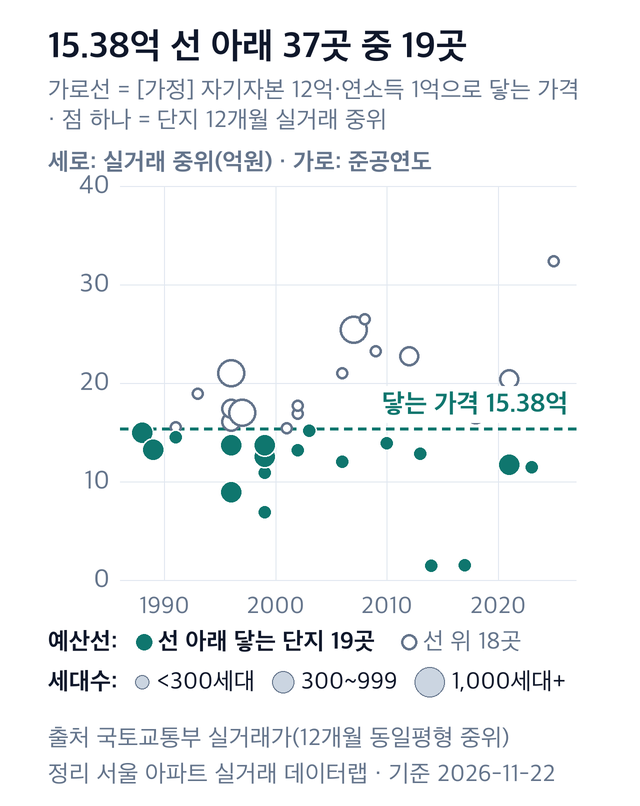 15.38억 선 아래 37곳 중 19곳
가로선 = [가정] 자기자본 12억·연소득 1억으로 닿는 가격
· 점 하나 = 단지 12개월 실거래 중위
세로: 실거래 중위(억원) · 가로: 준공연도
40
30
20
닿는 가격 15.38억
10
0
1990 2000 2010 2020
예산선: 선 아래 닿는 단지 19곳 선 위 18곳
세대수: <300세대 300~999 1,000세대+
출처 국토교통부 실거래가(12개월 동일평형 중위)
정리 서울 아파트 실거래 데이터랩 · 기준 2026-11-22